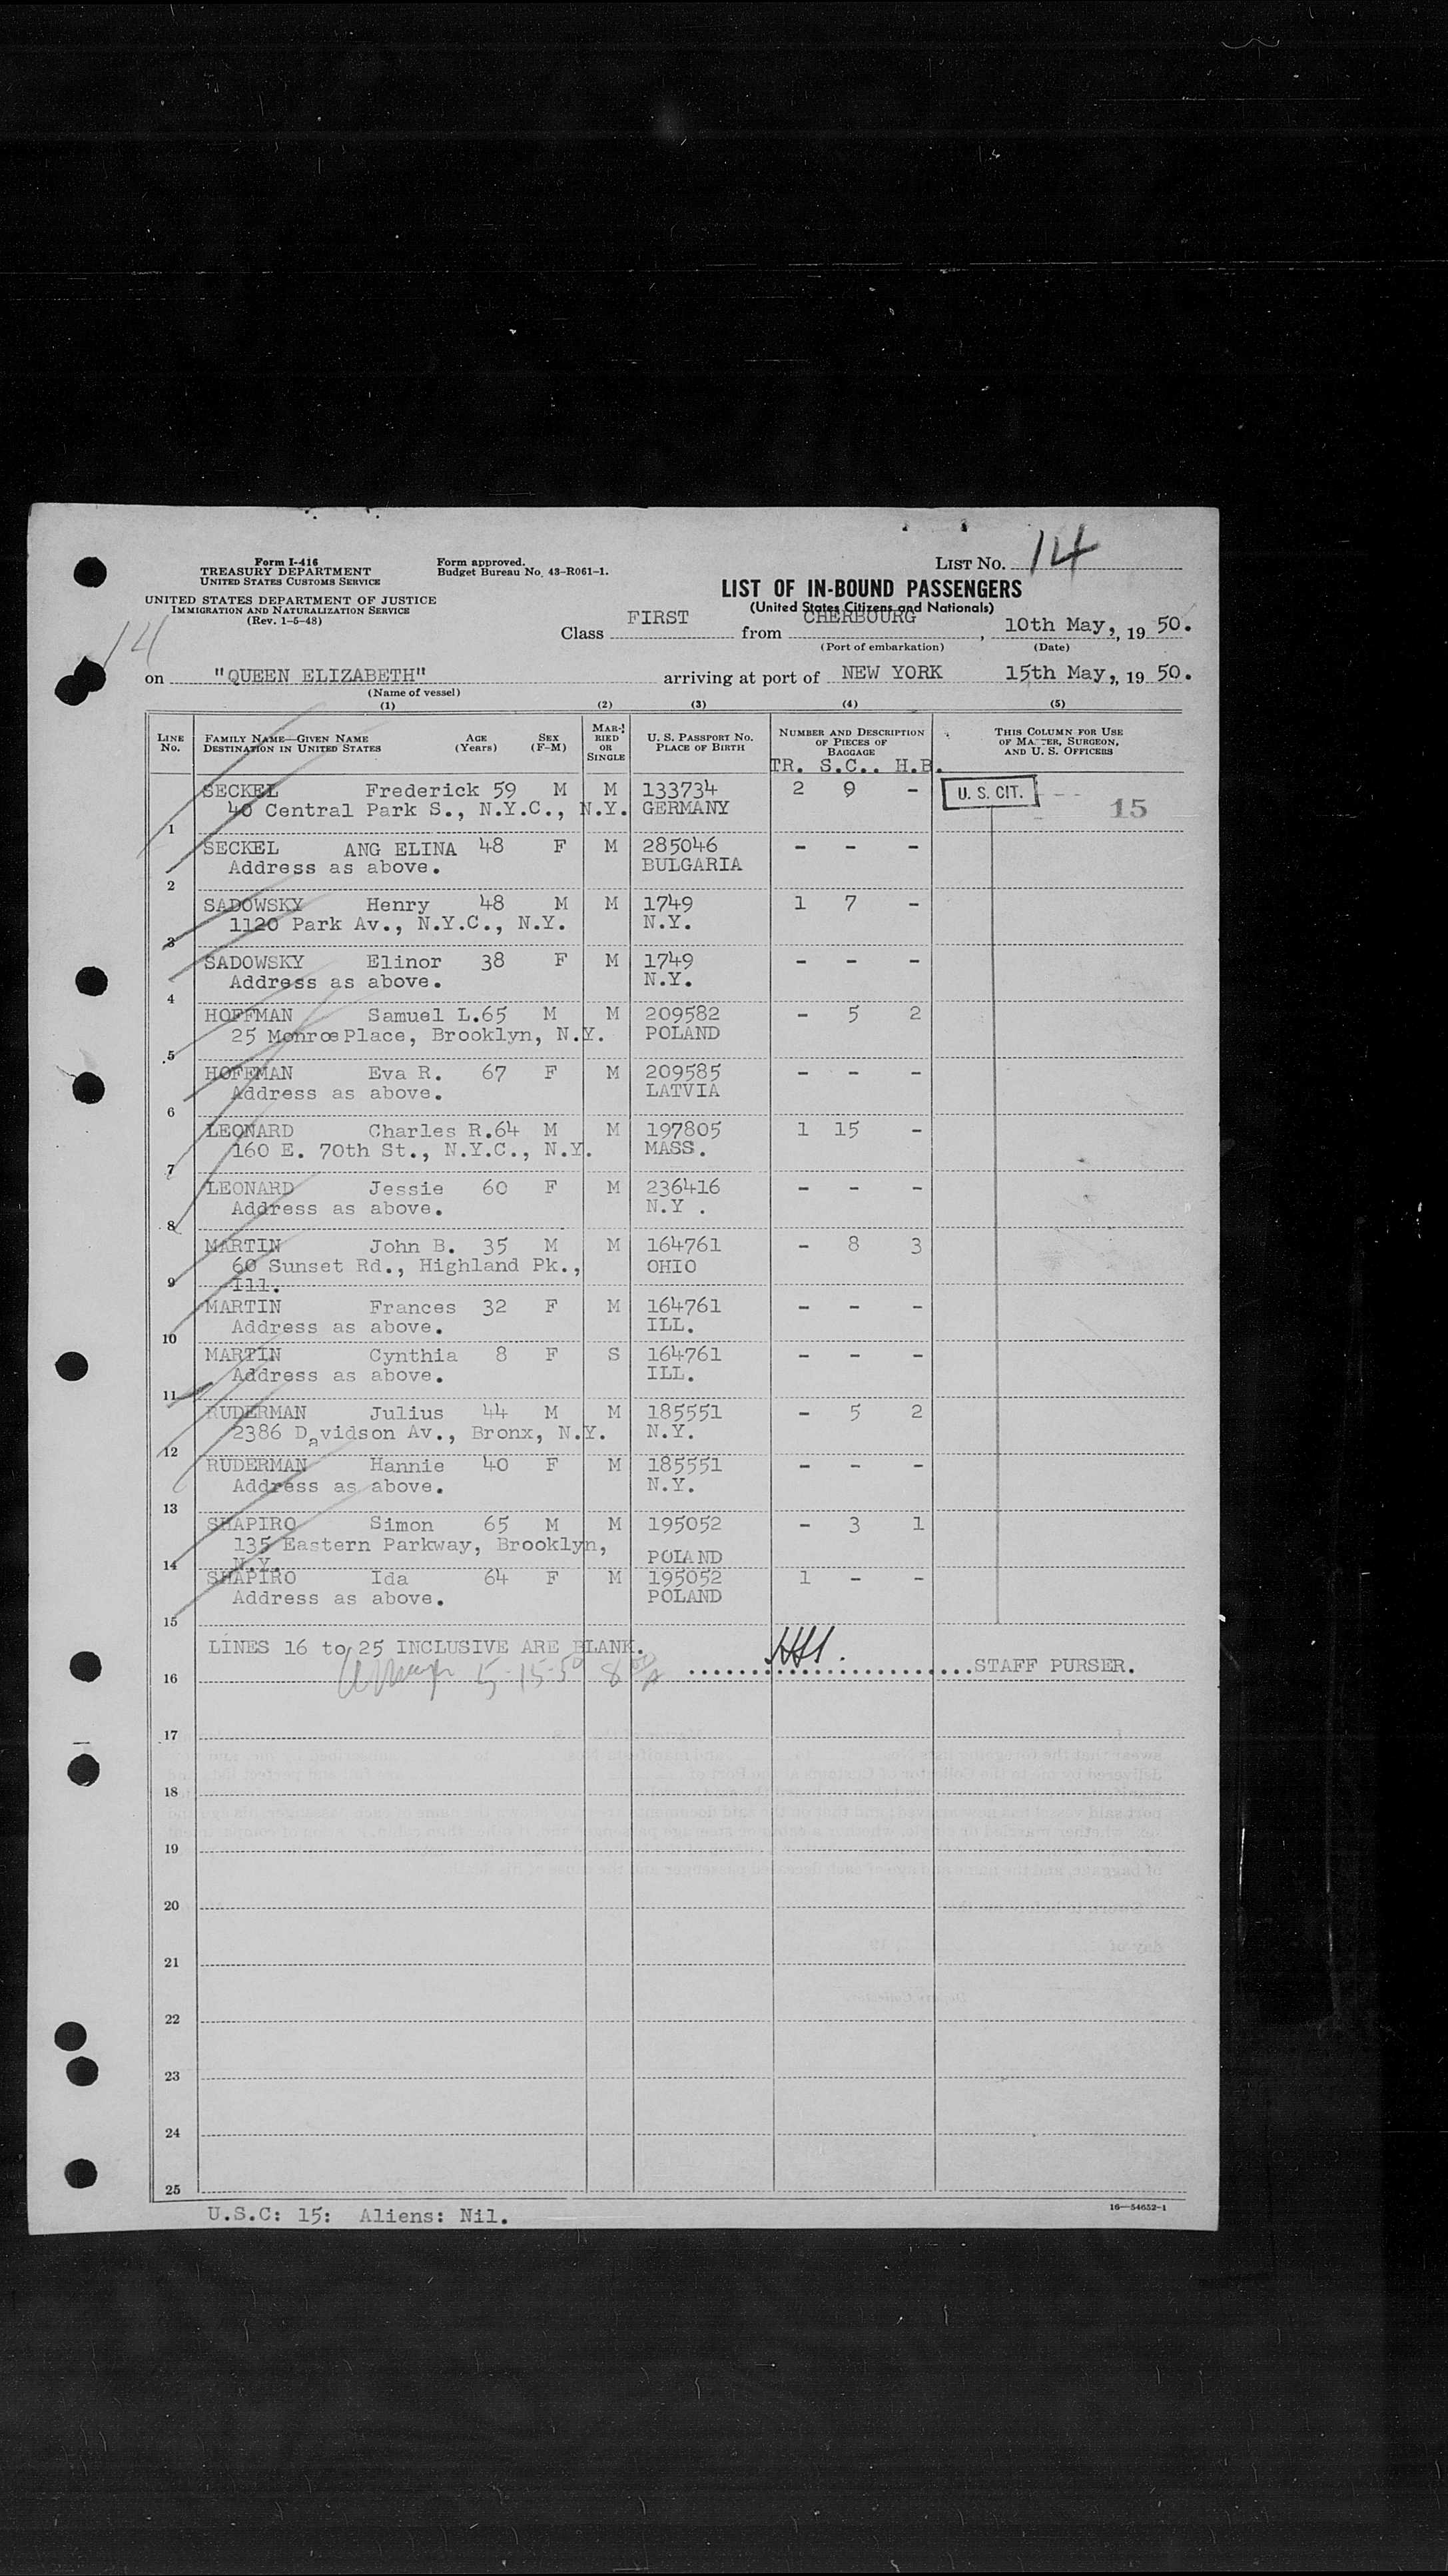 Form I-416
TREASURY DEPARTMENT
UNITED STATES CUSTOMS SERVICE
Form approved.
Budget Bureau No. 43-R061-1.
LIST NO. 14
UNITED STATES DEPARTMENT OF JUSTICE
IMMIGRATION AND NATURALIZATION SERVICE
(Rev. 1-5-48)
14
LIST OF IN-BOUND PASSENGERS
(United States Citizens and Nationals)
Class FIRST from CHERBOURG, 10th May, 19 50.
(Port of embarkation) (Date)
on "QUEEN ELIZABETH" arriving at port of NEW YORK 15th May, 19 50.
(Name of vessel)
(1) (2) (3) (4) (5)
LINE No. FAMILY NAME—GIVEN NAME DESTINATION IN UNITED STATES AGE (Years) SEX (F-M) MARRIED OR SINGLE U. S. PASSPORT NO. PLACE OF BIRTH NUMBER AND DESCRIPTION OF PIECES OF BAGGAGE THIS COLUMN FOR USE OF MASTER, SURGEON, AND U. S. OFFICERS
TR. S.C.. H.B.
SECKEL Frederick 59 M M 133734 2 9 - U. S. CIT. 15
1 40 Central Park S., N.Y.C., N.Y. GERMANY
SECKEL ANG ELINA 48 F M 285046 - - -
2 Address as above. BULGARIA
SADOWSKY Henry 48 M M 1749 1 7 -
3 1120 Park Av., N.Y.C., N.Y. N.Y.
SADOWSKY Elinor 38 F M 1749 - - -
4 Address as above. N.Y.
HOFFMAN Samuel L. 65 M M 209582 - 5 2
5 25 Monroe Place, Brooklyn, N.Y. POLAND
HOFFMAN Eva R. 67 F M 209585 - - -
6 Address as above. LATVIA
LEONARD Charles R. 64 M M 197805 1 15 -
7 160 E. 70th St., N.Y.C., N.Y. MASS.
LEONARD Jessie 60 F M 236416 - - -
8 Address as above. N.Y .
MARTIN John B. 35 M M 164761 - 8 3
60 Sunset Rd., Highland Pk., OHIO
9 Ill.
MARTIN Frances 32 F M 164761 - - -
10 Address as above. ILL.
MARTIN Cynthia 8 F S 164761 - - -
11 Address as above. ILL.
RUDERMAN Julius 44 M M 185551 - 5 2
12 2386 Davidson Av., Bronx, N.Y. N.Y.
RUDERMAN Hannie 40 F M 185551 - - -
13 Address as above. N.Y.
SHAPIRO Simon 65 M M 195052 - 3 1
135 Eastern Parkway, Brooklyn,
14 N.Y. POLAND
SHAPIRO Ida 64 F M 195052 1 - -
15 Address as above. POLAND
LINES 16 to 25 INCLUSIVE ARE BLANK.
16 5-15-50 STAFF PURSER.
17
18
19
20
21
22
23
24
25
U.S.C: 15: Aliens: Nil.
16—54652-1